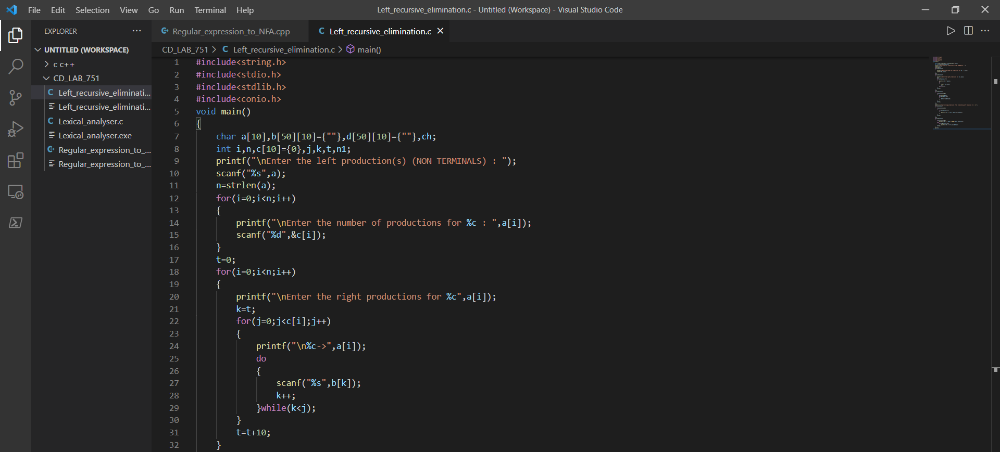 File Edit Selection View Go Run Terminal Help
Left_recursive_elimination.c - Untitled (Workspace) - Visual Studio Code
EXPLORER
UNTITLED (WORKSPACE)
c c++
CD_LAB_751
Left_recursive_eliminati...
Left_recursive_eliminati...
Lexical_analyser.c
Lexical_analyser.exe
Regular_expression_to_...
Regular_expression_to_...
Regular_expression_to_NFA.cpp
Left_recursive_elimination.c
CD_LAB_751 > C Left_recursive_elimination.c > main()
1 #include<string.h>
2 #include<stdio.h>
3 #include<stdlib.h>
4 #include<conio.h>
5 void main()
6 {
7 char a[10],b[50][10]={""},d[50][10]={""},ch;
8 int i,n,c[10]={0},j,k,t,n1;
9 printf("\nEnter the left production(s) (NON TERMINALS) : ");
10 scanf("%s",a);
11 n=strlen(a);
12 for(i=0;i<n;i++)
13 {
14 printf("\nEnter the number of productions for %c : ",a[i]);
15 scanf("%d",&c[i]);
16 }
17 t=0;
18 for(i=0;i<n;i++)
19 {
20 printf("\nEnter the right productions for %c",a[i]);
21 k=t;
22 for(j=0;j<c[i];j++)
23 {
24 printf("\n%c->",a[i]);
25 do
26 {
27 scanf("%s",b[k]);
28 k++;
29 }while(k<j);
30 }
31 t=t+10;
32 }